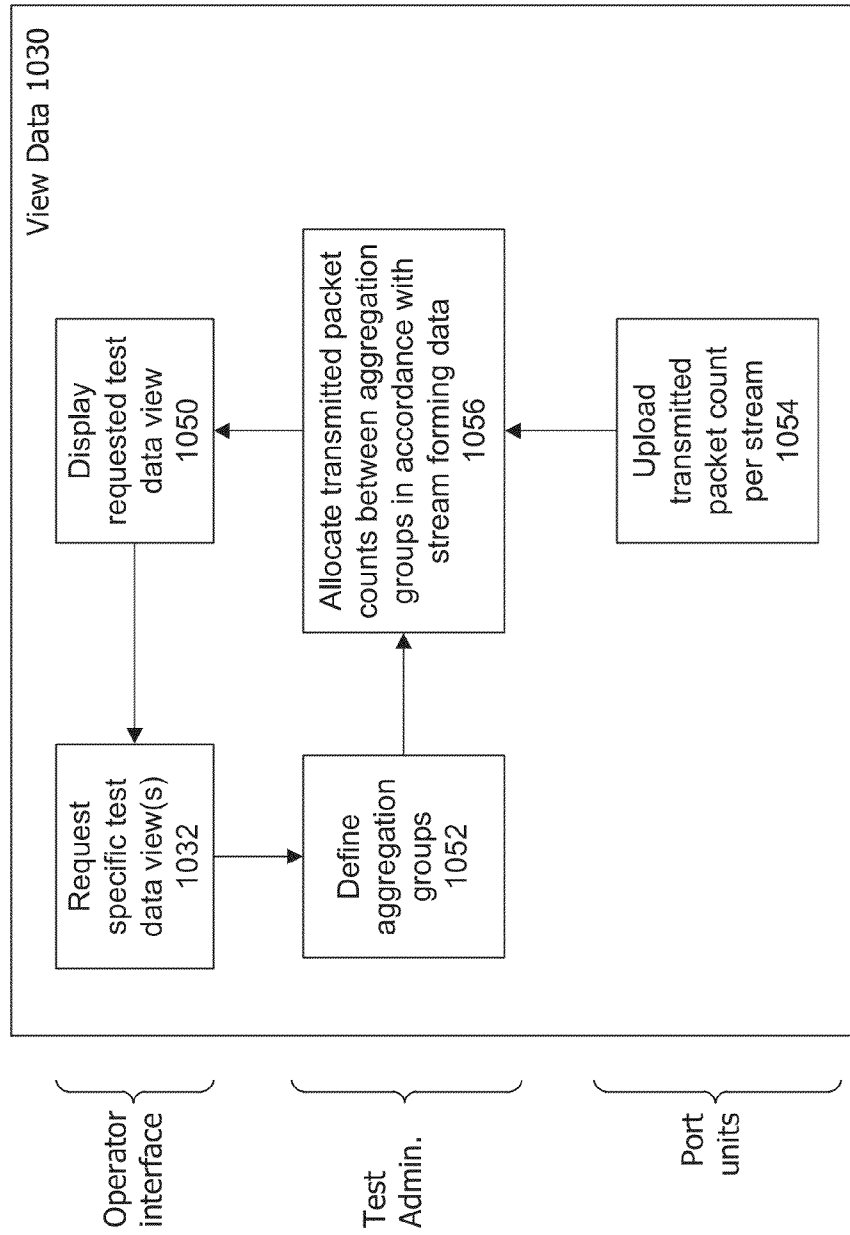 View Data 1030
Operator
interface
Request
specific test
data view(s)
1032
Display
requested test
data view
1050
Test
Admin.
Define
aggregation
groups
1052
Allocate transmitted packet
counts between aggregation
groups in accordance with
stream forming data
1056
Port
units
Upload
transmitted
packet count
per stream
1054